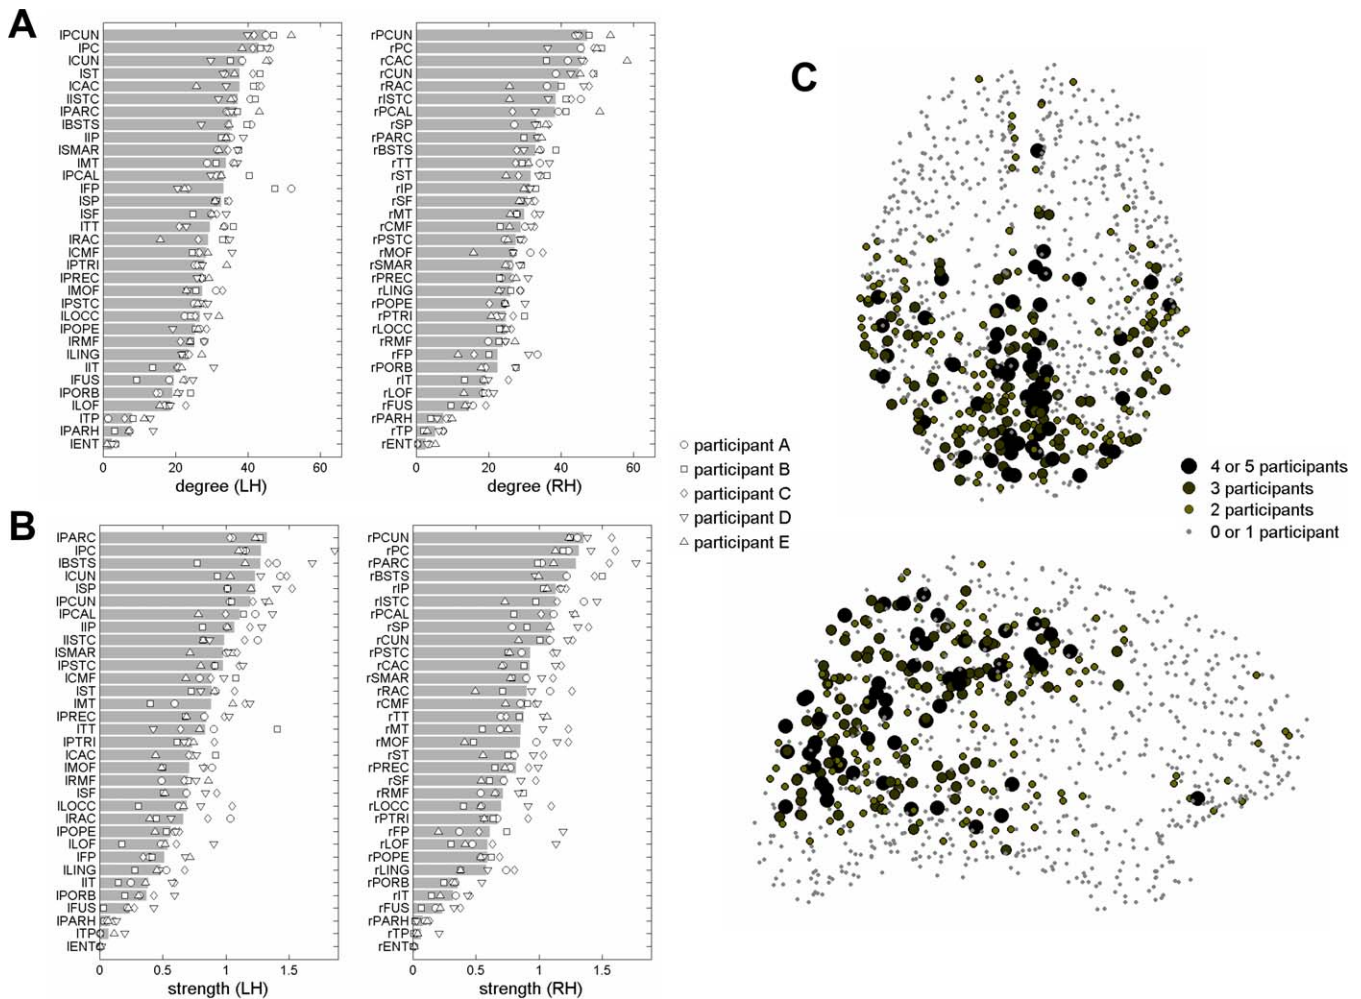 A
lPCUN
lPC
lCUN
lST
lCAC
lISTC
lPARC
lBSTS
lIP
lSMAR
lMT
lPCAL
lFP
lSP
lSF
lTT
lRAC
lCMF
lPTRI
lPREC
lMOF
lPSTC
lLOCC
lPOPE
lRMF
lLING
lIT
lFUS
lPORB
lLOF
lTP
lPARH
lENT
0 20 40 60
degree (LH)
rPCUN
rPC
rCAC
rCUN
rRAC
rISTC
rPCAL
rSP
rPARC
rBSTS
rTT
rST
rIP
rSF
rMT
rCMF
rPSTC
rMOF
rSMAR
rPREC
rLING
rPOPE
rPTRI
rLOCC
rRMF
rFP
rPORB
rIT
rLOF
rFUS
rPARH
rTP
rENT
0 20 40 60
degree (RH)
participant A
participant B
participant C
participant D
participant E
B
lPARC
lPC
lBSTS
lCUN
lSP
lPCUN
lPCAL
lIP
lISTC
lSMAR
lPSTC
lCMF
lST
lMT
lPREC
lTT
lPTRI
lCAC
lMOF
lRMF
lSF
lLOCC
lRAC
lPOPE
lLOF
lFP
lLING
lIT
lPORB
lFUS
lPARH
lTP
lENT
0 0.5 1 1.5
strength (LH)
rPCUN
rPC
rPARC
rBSTS
rIP
rISTC
rPCAL
rSP
rCUN
rPSTC
rCAC
rSMAR
rRAC
rCMF
rTT
rMT
rMOF
rST
rPREC
rSF
rRMF
rLOCC
rPTRI
rFP
rLOF
rPOPE
rLING
rPORB
rIT
rFUS
rPARH
rTP
rENT
0 0.5 1 1.5
strength (RH)
C
4 or 5 participants
3 participants
2 participants
0 or 1 participant